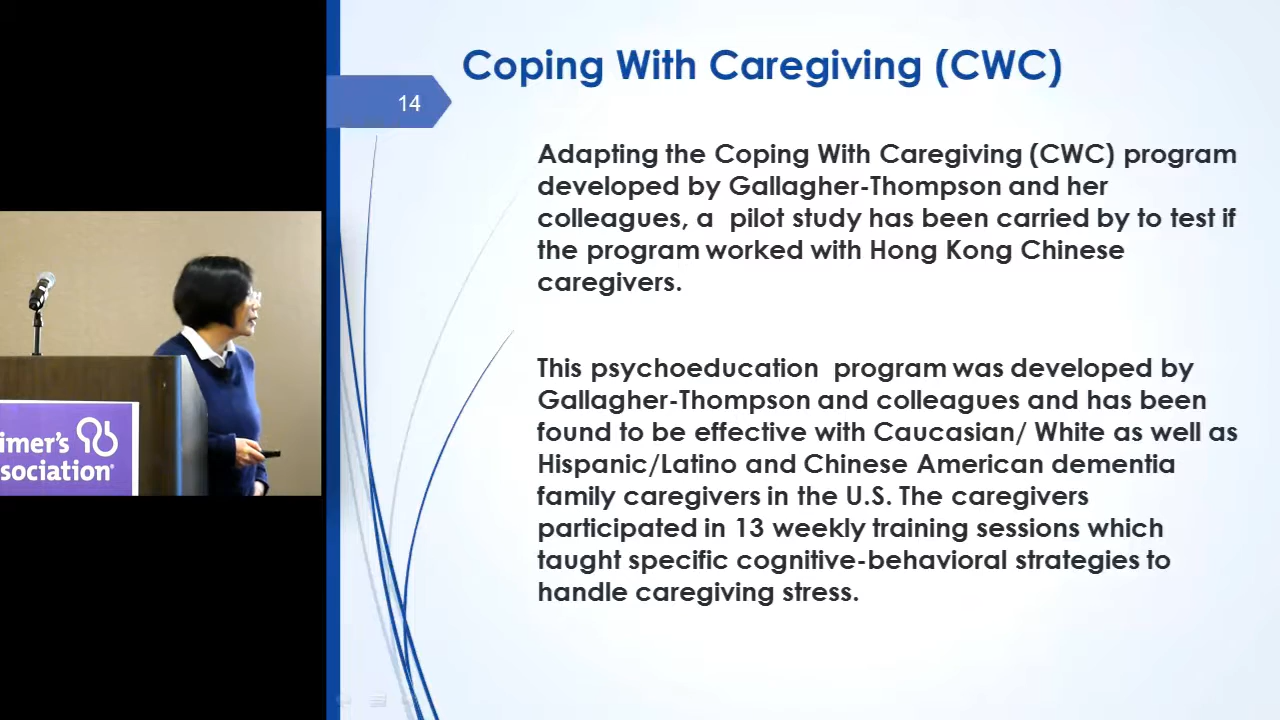 Coping With Caregiving (CWC)
14
Adapting the Coping With Caregiving (CWC) program
developed by Gallagher-Thompson and her
colleagues, a pilot study has been carried by to test if
the program worked with Hong Kong Chinese
caregivers.
This psychoeducation program was developed by
Gallagher-Thompson and colleagues and has been
found to be effective with Caucasian/ White as well as
Hispanic/Latino and Chinese American dementia
family caregivers in the U.S. The caregivers
participated in 13 weekly training sessions which
taught specific cognitive-behavioral strategies to
handle caregiving stress.
imer's
sociation®